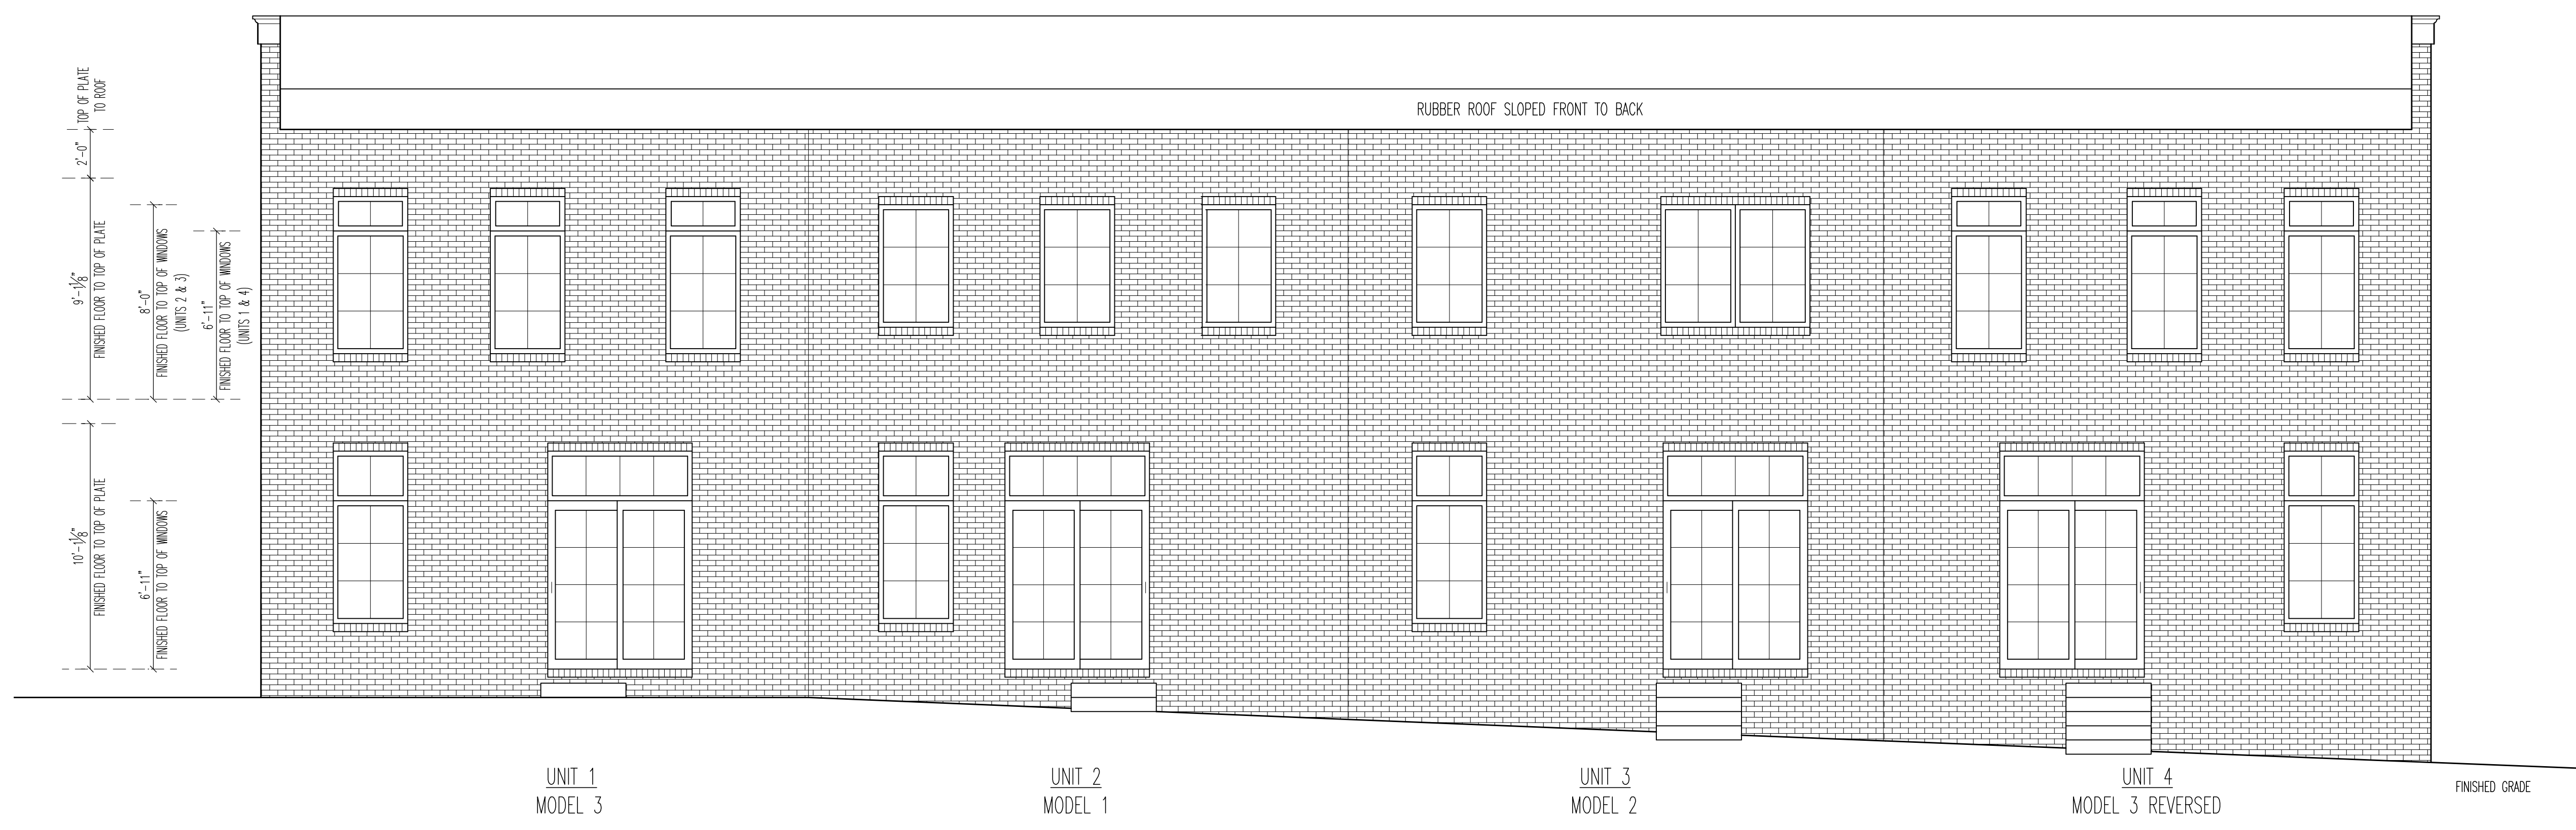 TOP OF PLATE
TO ROOF
2'-0"
9'-1 1/8"
FINISHED FLOOR TO TOP OF PLATE
8'-0"
FINISHED FLOOR TO TOP OF WINDOWS
(UNITS 2 & 3)
6'-11"
FINISHED FLOOR TO TOP OF WINDOWS
(UNITS 1 & 4)
10'-1 1/8"
FINISHED FLOOR TO TOP OF PLATE
6'-11"
FINISHED FLOOR TO TOP OF WINDOWS
RUBBER ROOF SLOPED FRONT TO BACK
UNIT 1
MODEL 3
UNIT 2
MODEL 1
UNIT 3
MODEL 2
UNIT 4
MODEL 3 REVERSED
FINISHED GRADE